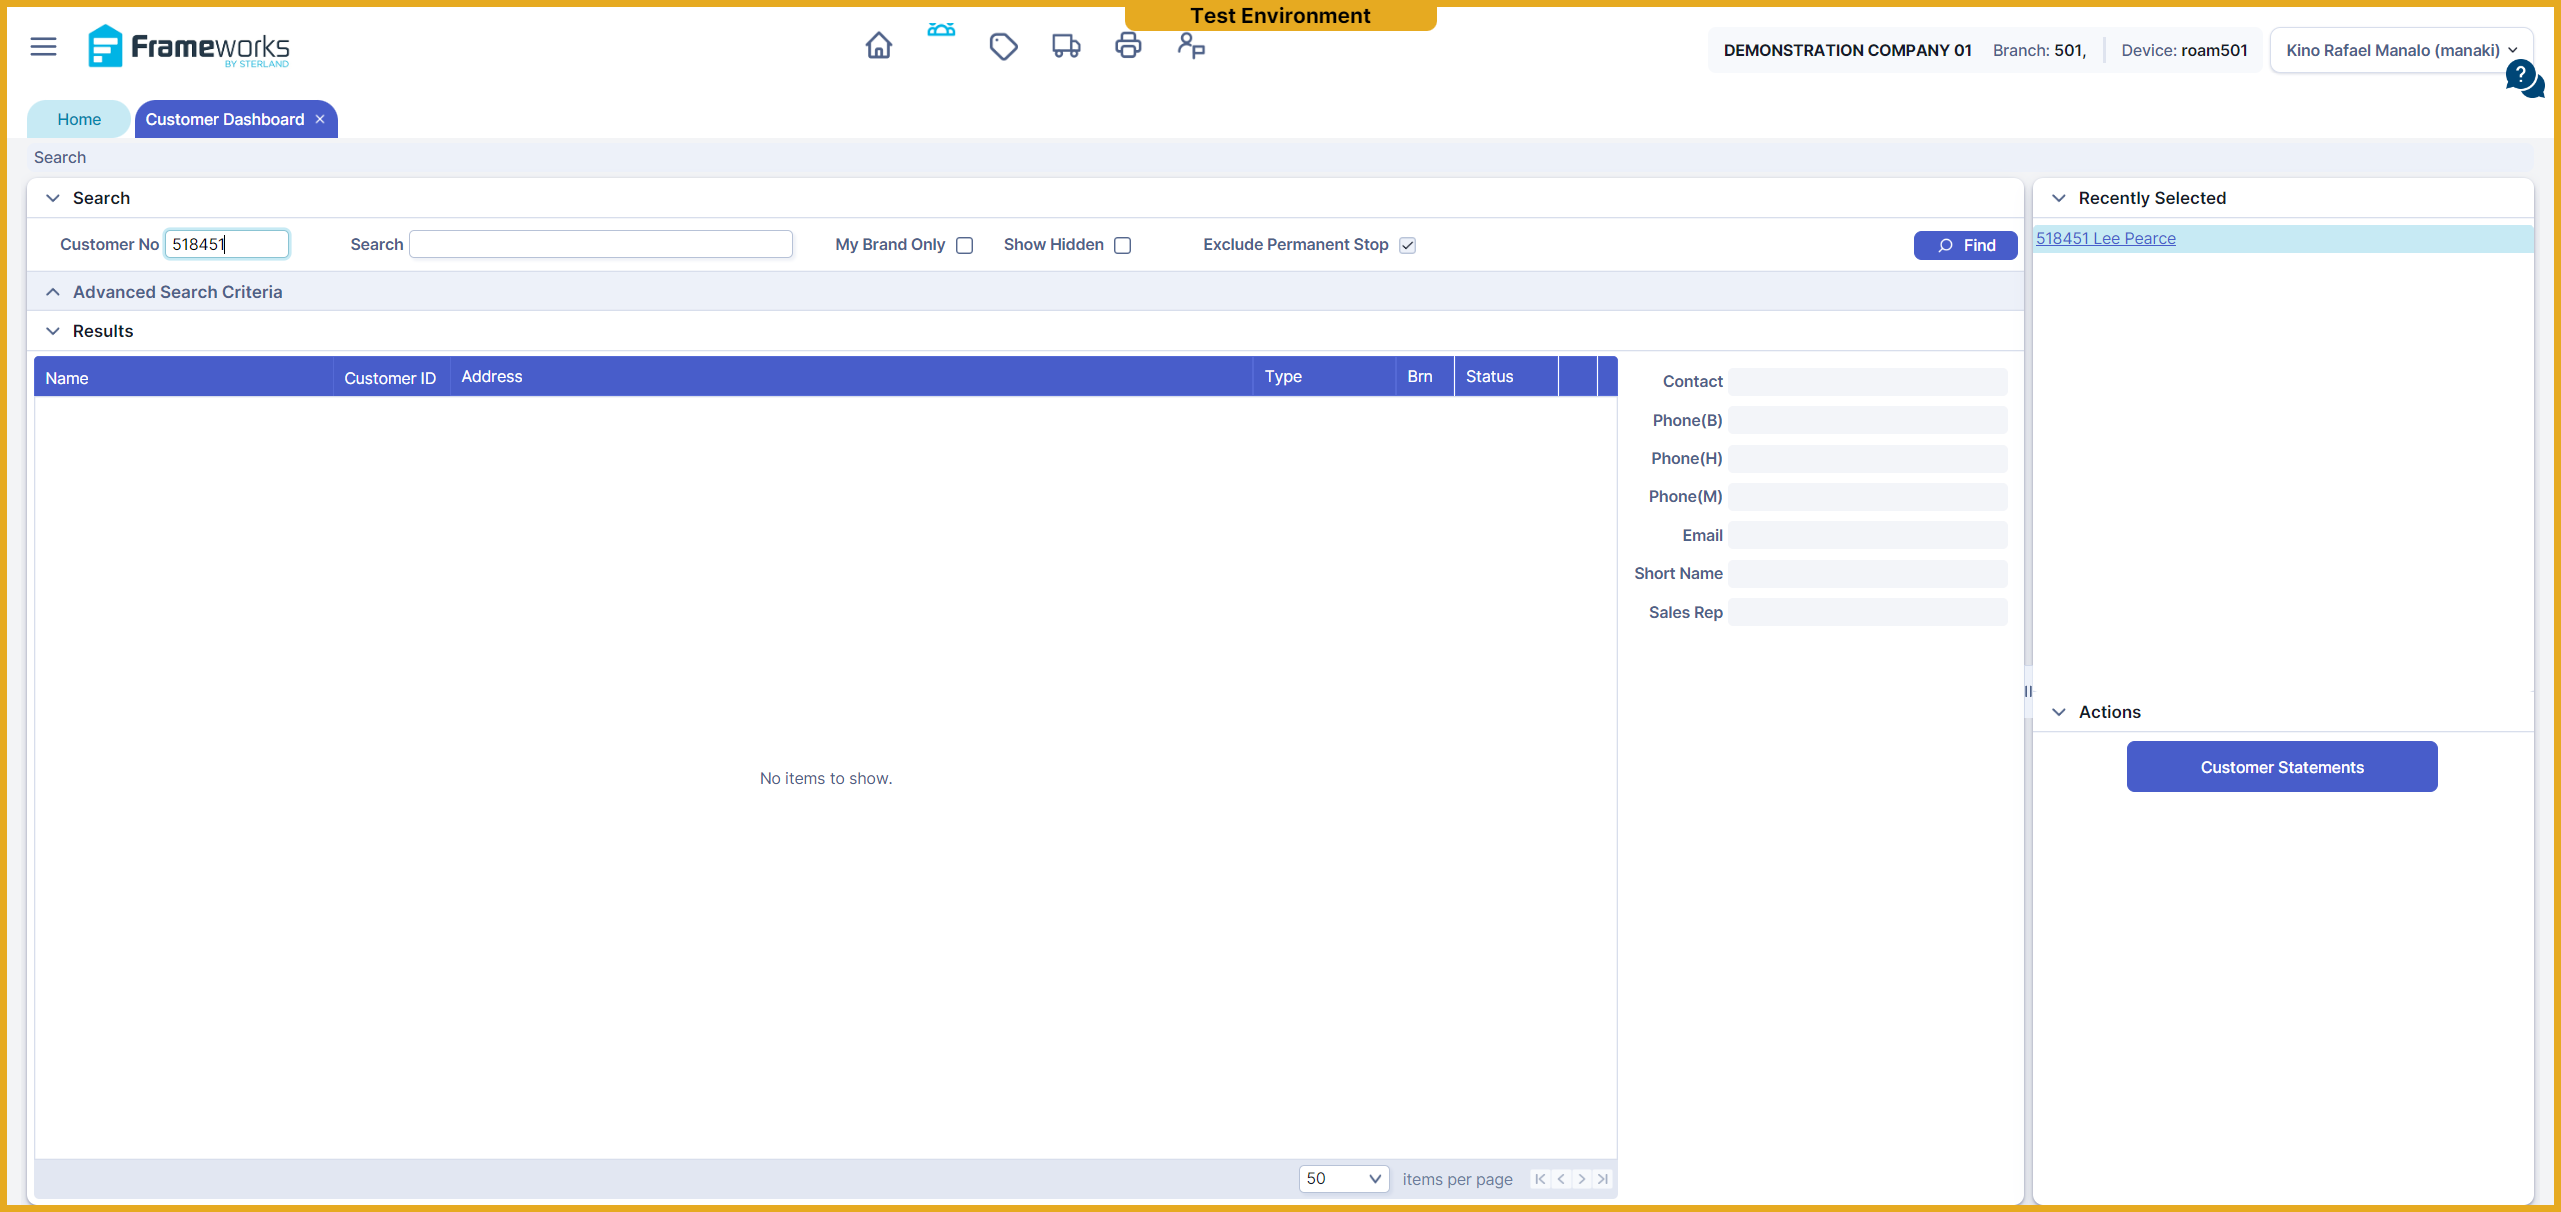 Test Environment
Frameworks
BY STERLAND
DEMONSTRATION COMPANY 01 Branch: 501, Device: roam501 Kino Rafael Manalo (manaki)
?
Home Customer Dashboard ×
Search
Search
Customer No 518451 Search My Brand Only Show Hidden Exclude Permanent Stop Find
Advanced Search Criteria
Results
Name Customer ID Address Type Brn Status
No items to show.
50 items per page
Contact
Phone(B)
Phone(H)
Phone(M)
Email
Short Name
Sales Rep
Recently Selected
518451 Lee Pearce
Actions
Customer Statements